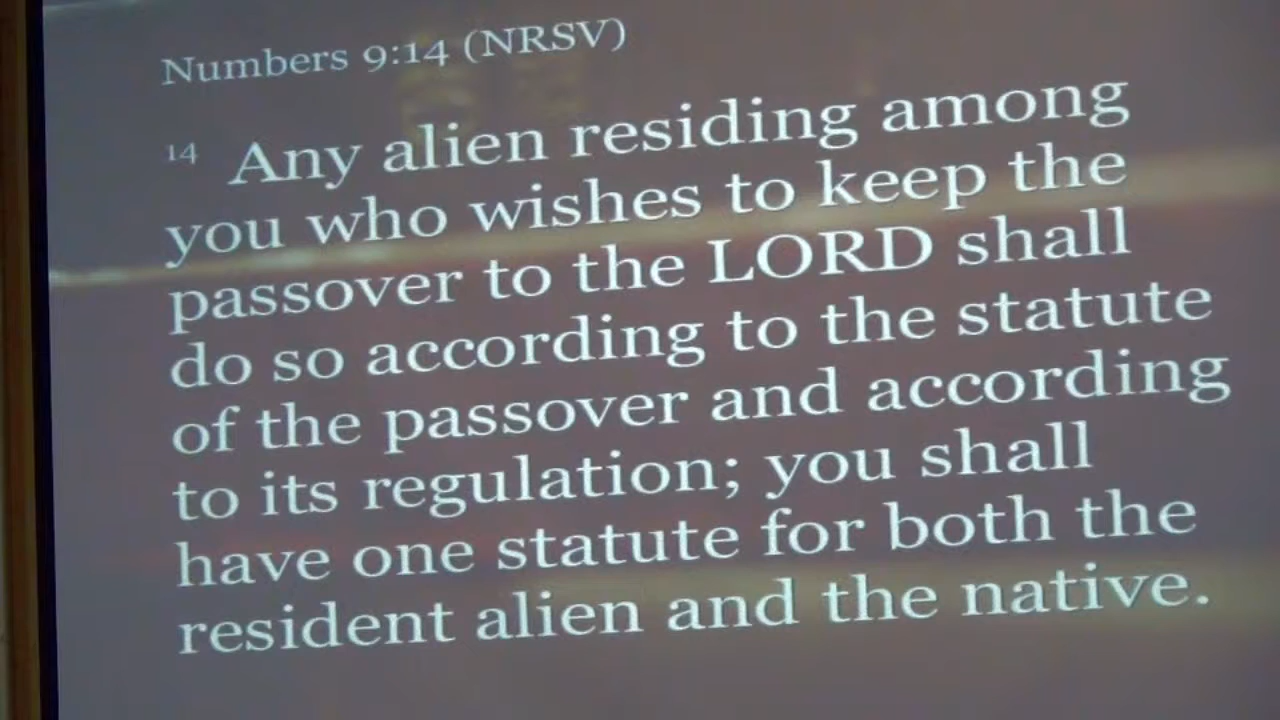 Numbers 9:14 (NRSV)
14 Any alien residing among
you who wishes to keep the
passover to the LORD shall
do so according to the statute
of the passover and according
to its regulation; you shall
have one statute for both the
resident alien and the native.